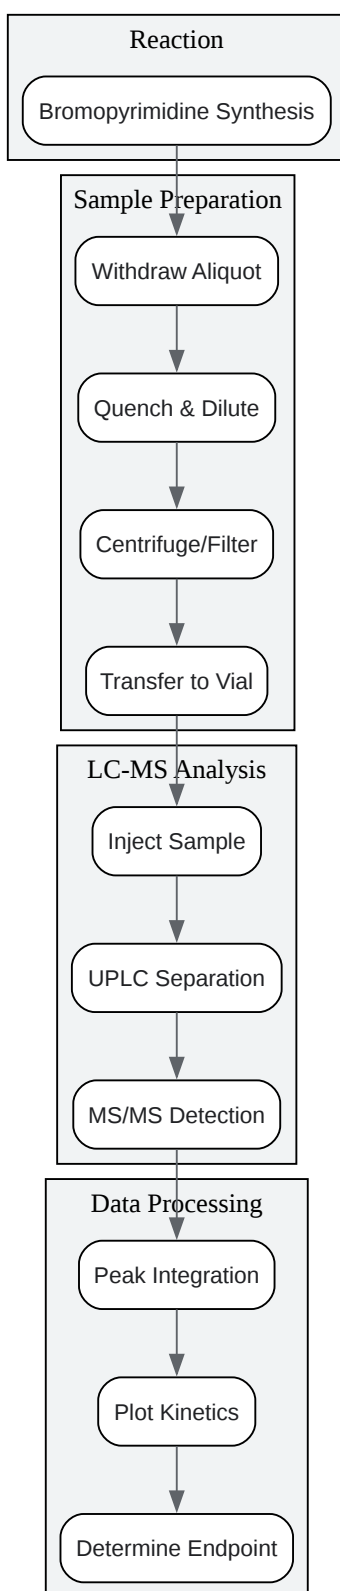 Reaction
Bromopyrimidine Synthesis
Sample Preparation
Withdraw Aliquot
Quench & Dilute
Centrifuge/Filter
Transfer to Vial
LC-MS Analysis
Inject Sample
UPLC Separation
MS/MS Detection
Data Processing
Peak Integration
Plot Kinetics
Determine Endpoint